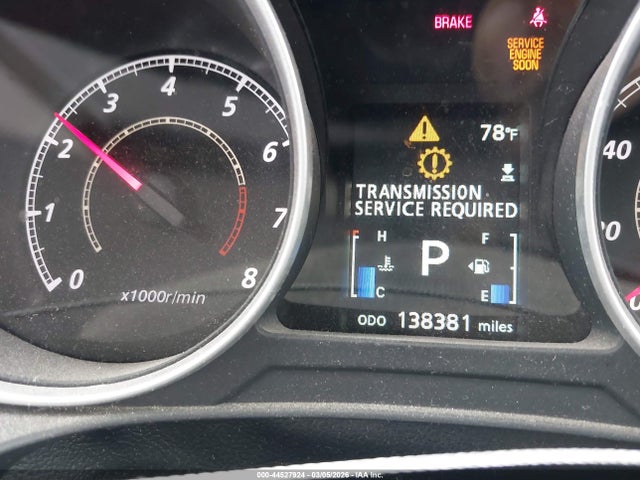 BRAKE
SERVICE
ENGINE
SOON
78°F
TRANSMISSION
SERVICE REQUIRED
H F
P
C E
ODO 138381 miles
0 1 2 3 4 5 6 7 8
x1000r/min
40
0
000-44527924 | 03/05/2026 - IAA Inc.